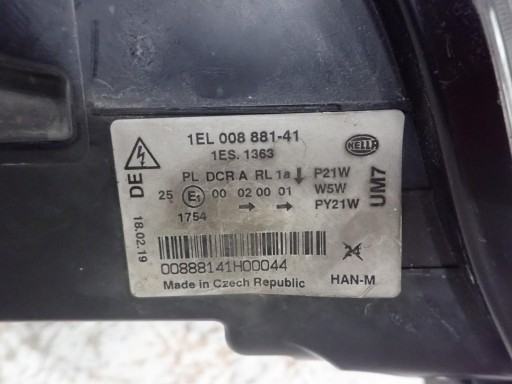 1EL 008 881-41
HELLA
1ES. 1363
DE
PL DCR A RL 1a ↓ P21W
25 E1 00 02 00 01 W5W
1754 → → PY21W
UM7
18.02.19
00888141H00044
Made in Czech Republic
HAN-M